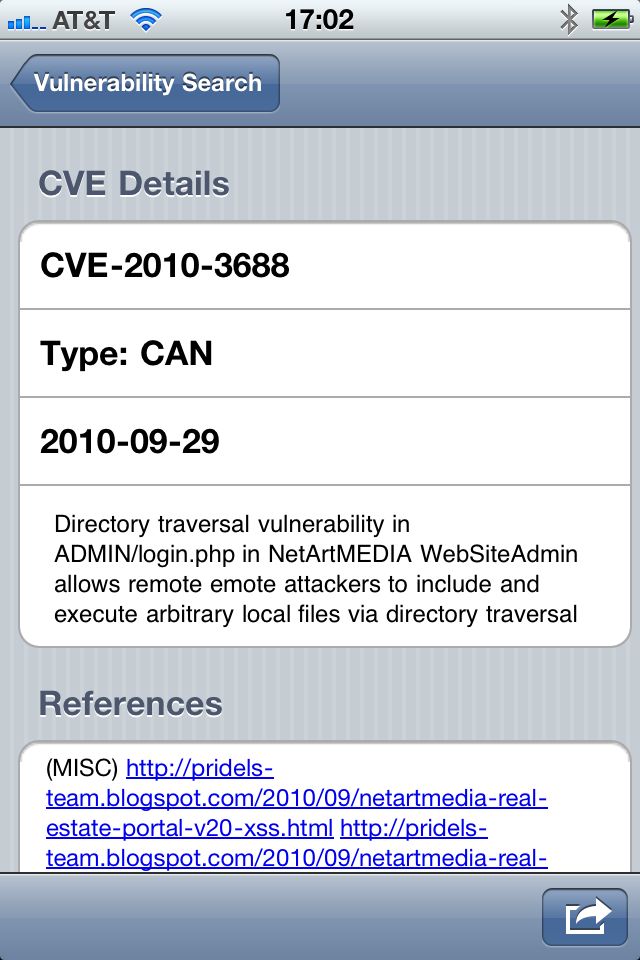 AT&T 17:02
Vulnerability Search
CVE Details
CVE-2010-3688
Type: CAN
2010-09-29
Directory traversal vulnerability in
ADMIN/login.php in NetArtMEDIA WebSiteAdmin
allows remote emote attackers to include and
execute arbitrary local files via directory traversal
References
(MISC) http://pridels-
team.blogspot.com/2010/09/netartmedia-real-
estate-portal-v20-xss.html http://pridels-
team.blogspot.com/2010/09/netartmedia-real-